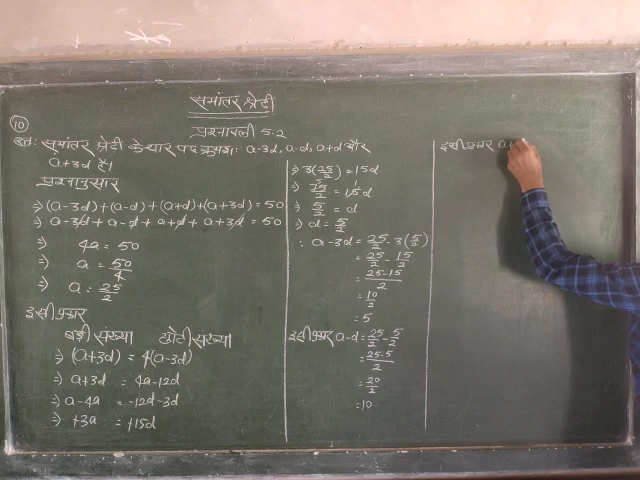 समांतर श्रेढ़ी
प्रश्नावली 5.2
(10)
हल: समांतर श्रेढ़ी के चार पद क्रमशः a-3d, a-d, a+d और
a+3d है।
प्रश्नानुसार
⇒ (a-3d)+(a-d)+(a+d)+(a+3d) = 50
⇒ a-3d+a-d+a+d+a+3d = 50
⇒ 4a = 50
⇒ a = 50/4
⇒ a = 25/2
इसी प्रकार
बड़ी संख्या छोटी संख्या
⇒ (a+3d) = 4(a-3d)
⇒ a+3d = 4a-12d
⇒ a-4a = -12d-3d
⇒ +3a = +15d
⇒ 3(25/2) = 15d
⇒ 75/2 = 15d
⇒ 5/2 = d
⇒ d = 5/2
∴ a-3d = 25/2 - 3(5/2)
= 25/2 - 15/2
= 25-15/2
= 10/2
= 5
इसी प्रकार a-d = 25/2 - 5/2
= 25-5/2
= 20/2
= 10
इसी प्रकार a+